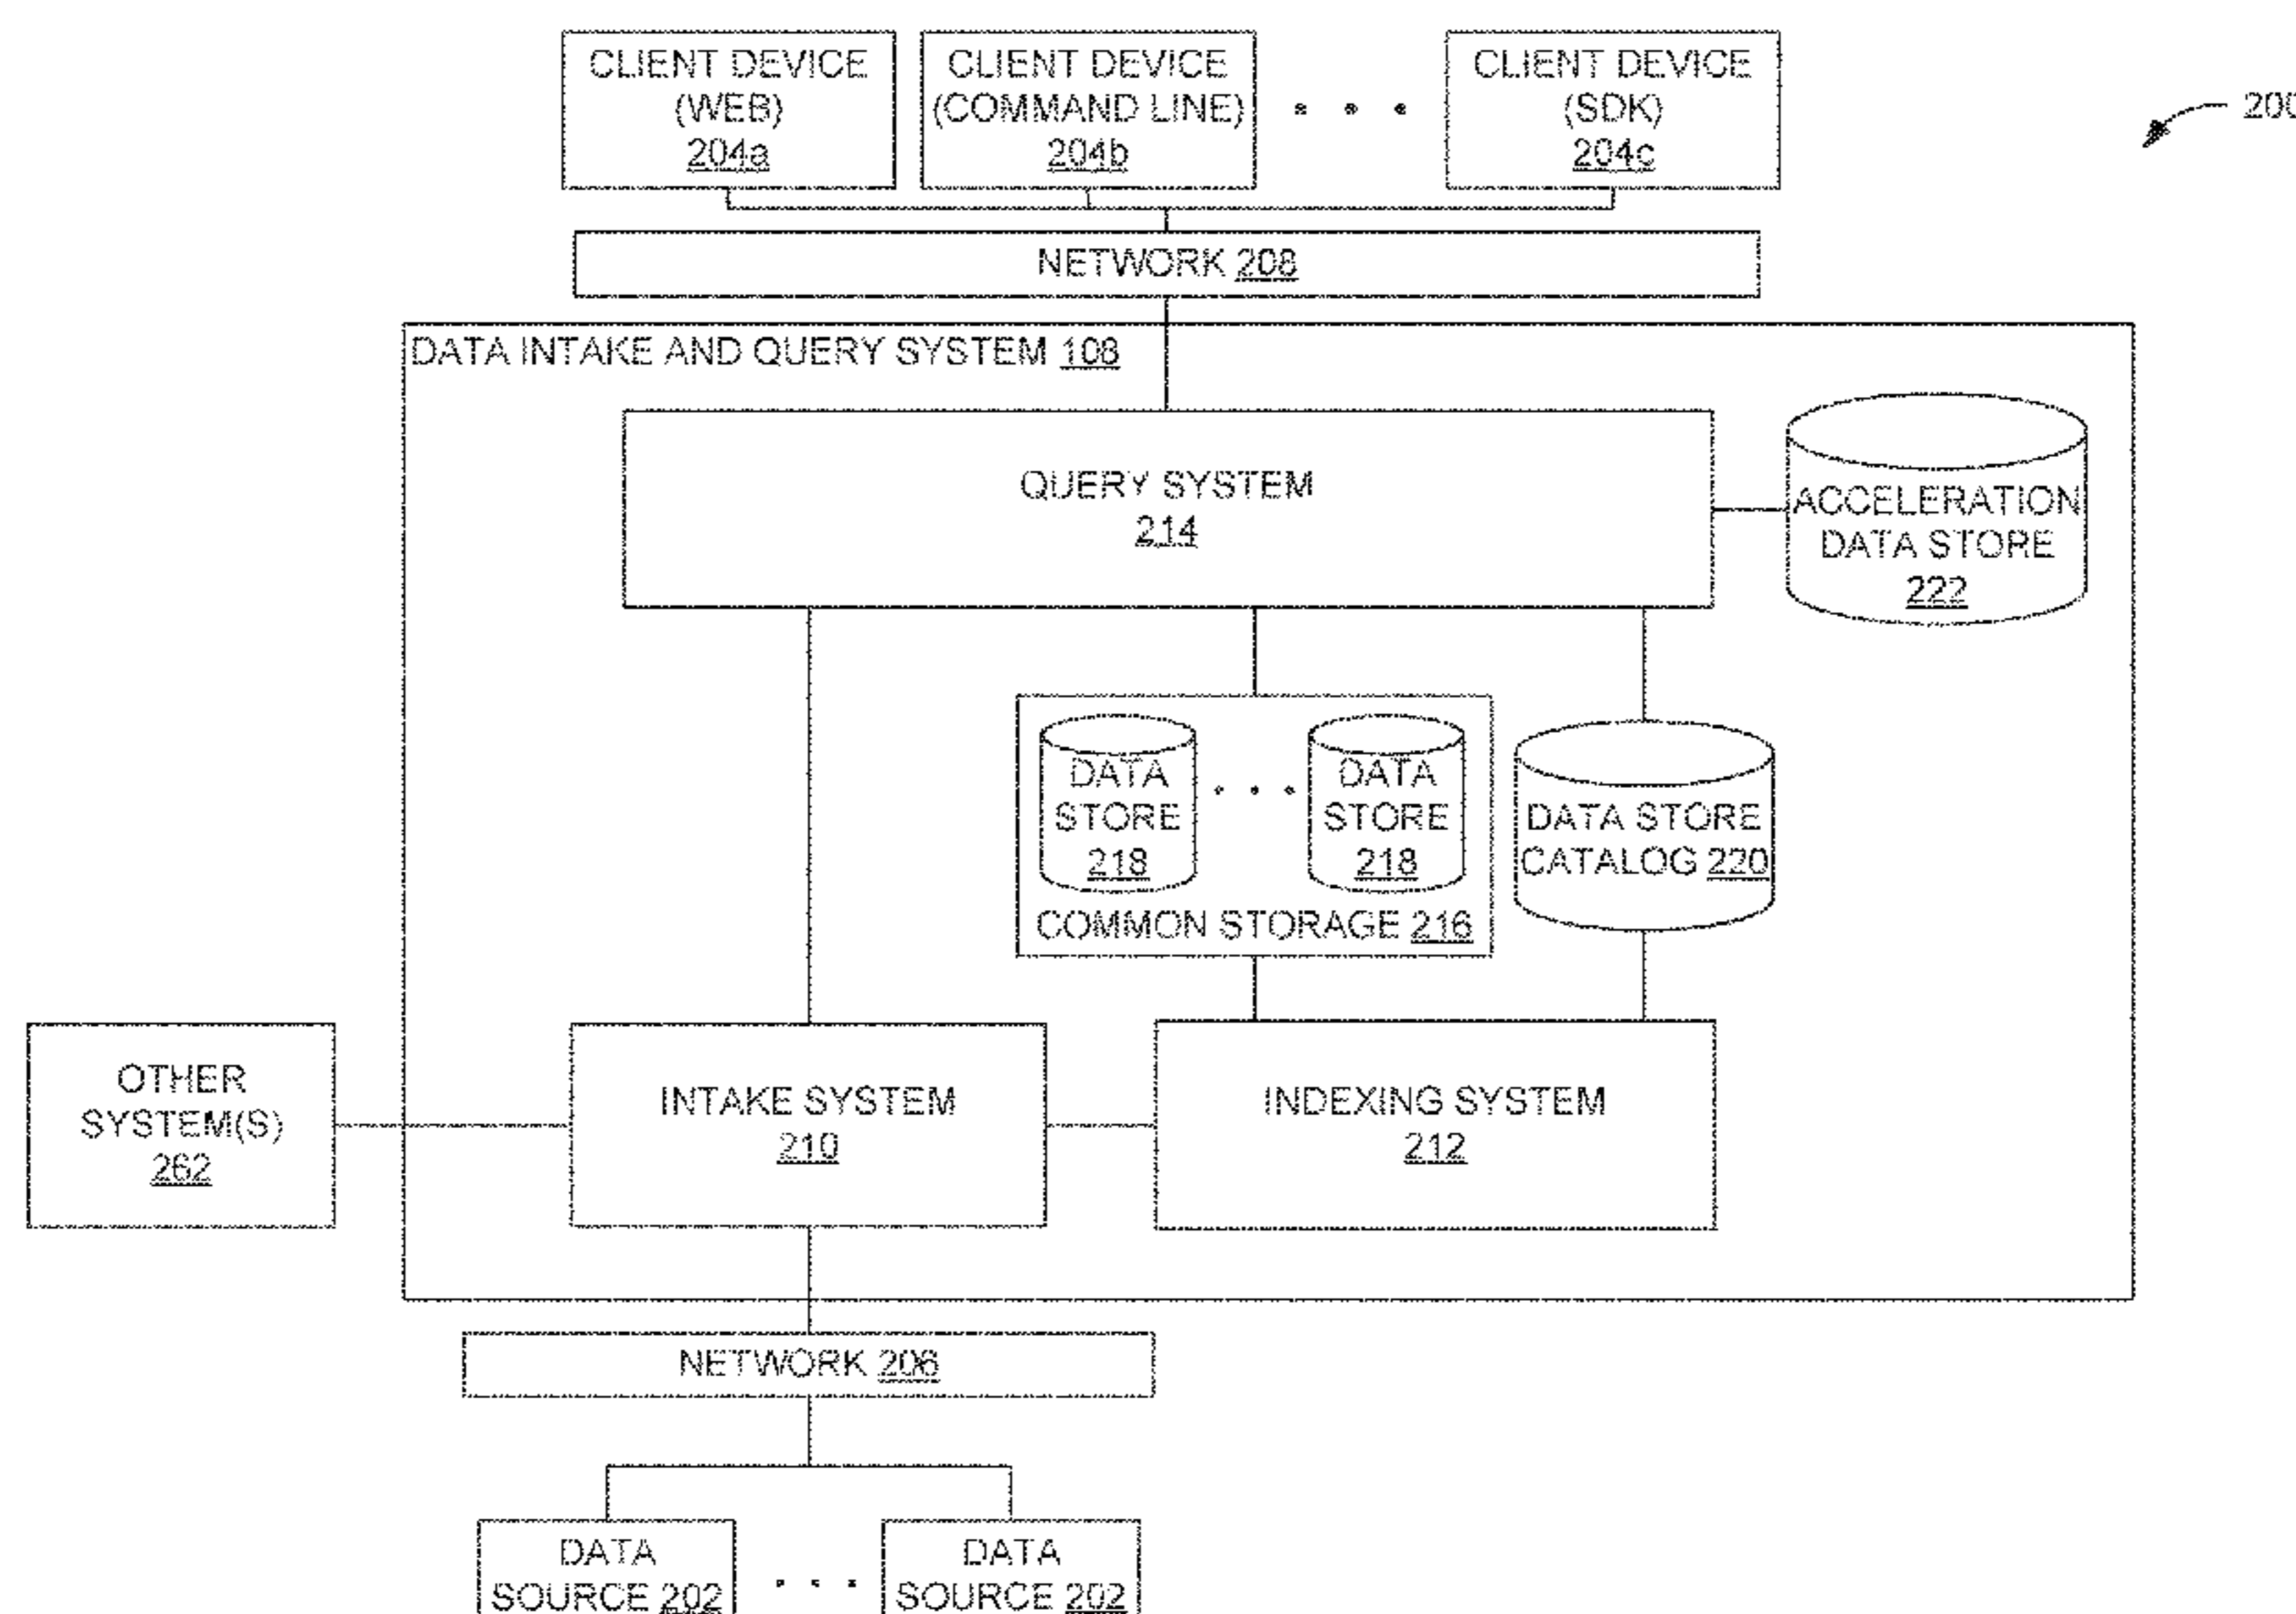 CLIENT DEVICE
(WEB)
204a
CLIENT DEVICE
(COMMAND LINE)
204b
CLIENT DEVICE
(SDK)
204c
200
NETWORK 208
DATA INTAKE AND QUERY SYSTEM 108
QUERY SYSTEM
214
ACCELERATION
DATA STORE
222
DATA
STORE
218
DATA
STORE
218
COMMON STORAGE 216
DATA STORE
CATALOG 220
OTHER
SYSTEM(S)
262
INTAKE SYSTEM
210
INDEXING SYSTEM
212
NETWORK 206
DATA
SOURCE 202
DATA
SOURCE 202